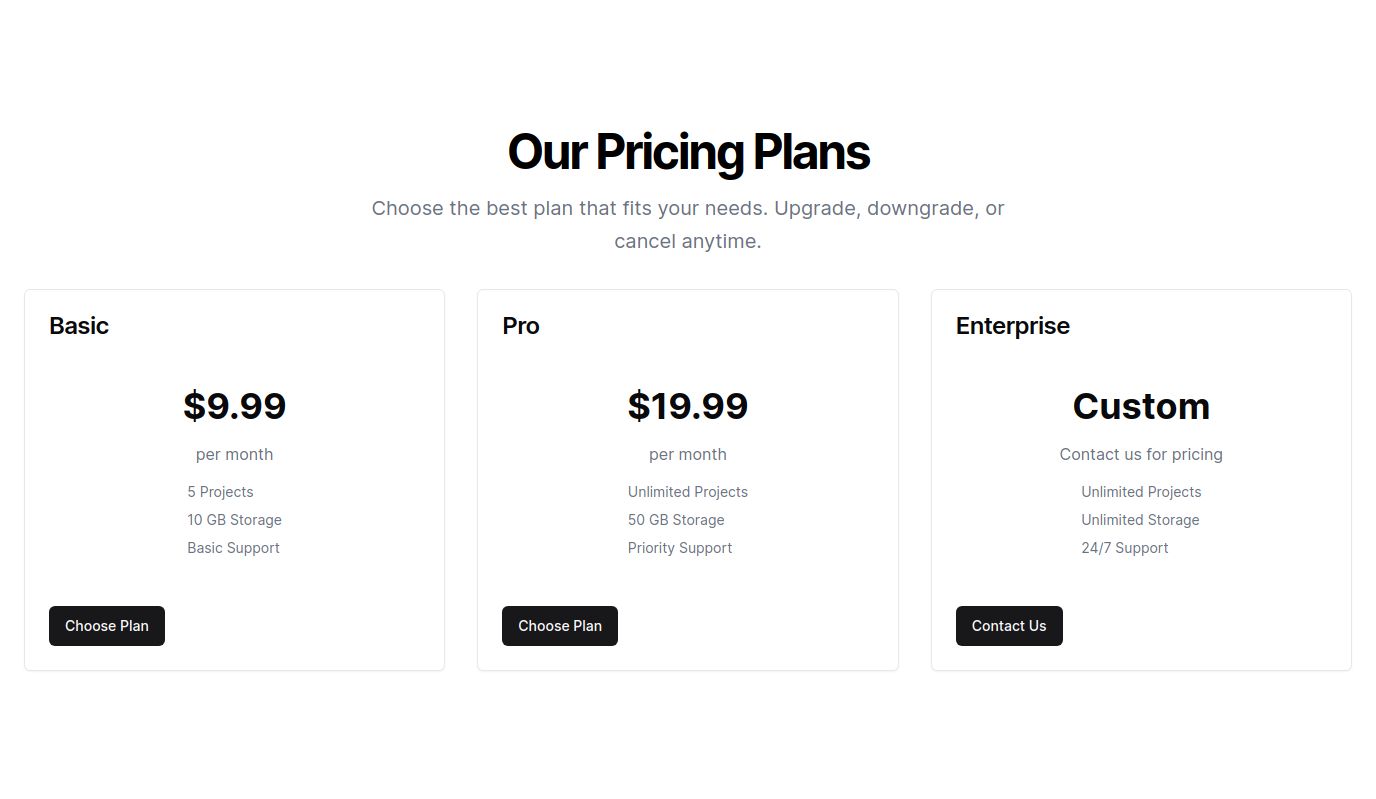 Our Pricing Plans
Choose the best plan that fits your needs. Upgrade, downgrade, or
cancel anytime.
Basic
$9.99
per month
5 Projects
10 GB Storage
Basic Support
Choose Plan
Pro
$19.99
per month
Unlimited Projects
50 GB Storage
Priority Support
Choose Plan
Enterprise
Custom
Contact us for pricing
Unlimited Projects
Unlimited Storage
24/7 Support
Contact Us